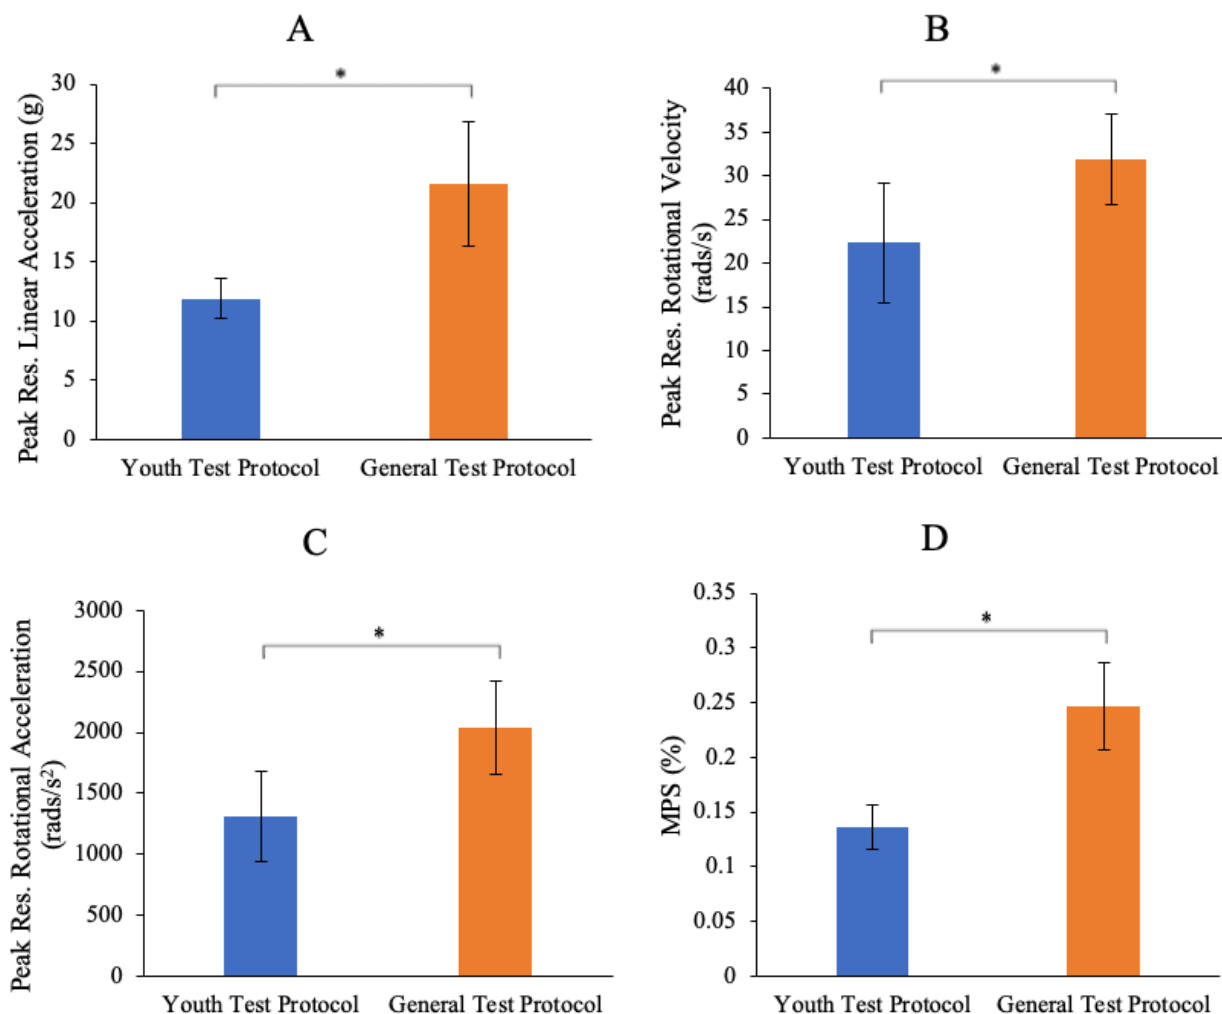 A
Peak Res. Linear Acceleration (g)
30
25
20
15
10
5
0
*
Youth Test Protocol
General Test Protocol
B
Peak Res. Rotational Velocity
(rads/s)
40
35
30
25
20
15
10
5
0
*
Youth Test Protocol
General Test Protocol
C
Peak Res. Rotational Acceleration
(rads/s²)
3000
2500
2000
1500
1000
500
0
*
Youth Test Protocol
General Test Protocol
D
MPS (%)
0.35
0.3
0.25
0.2
0.15
0.1
0.05
0
*
Youth Test Protocol
General Test Protocol